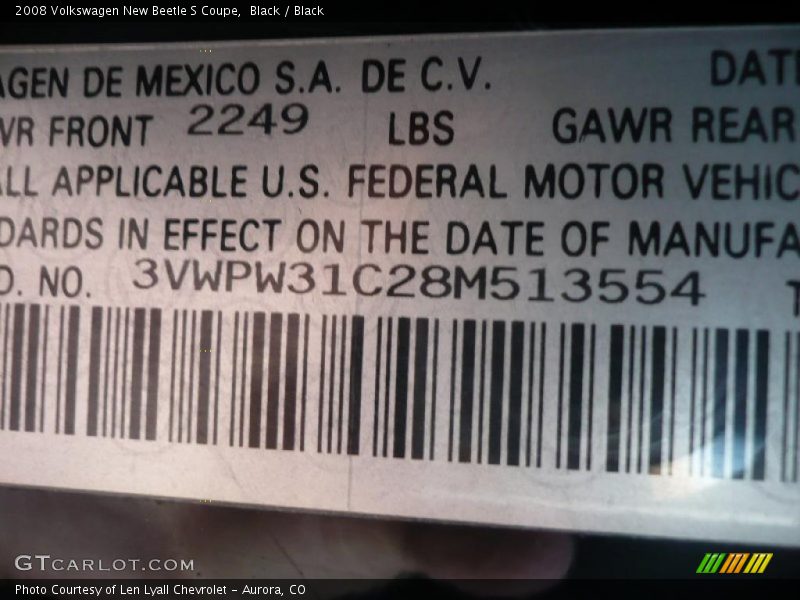 2008 Volkswagen New Beetle S Coupe,  Black / Black
AGEN DE MEXICO S.A. DE C.V. DATE
WR FRONT 2249 LBS GAWR REAR
ALL APPLICABLE U.S. FEDERAL MOTOR VEHIC
DARDS IN EFFECT ON THE DATE OF MANUFA
D. NO. 3VWPW31C28M513554 T
GTCARLOT.COM
Photo Courtesy of Len Lyall Chevrolet – Aurora, CO